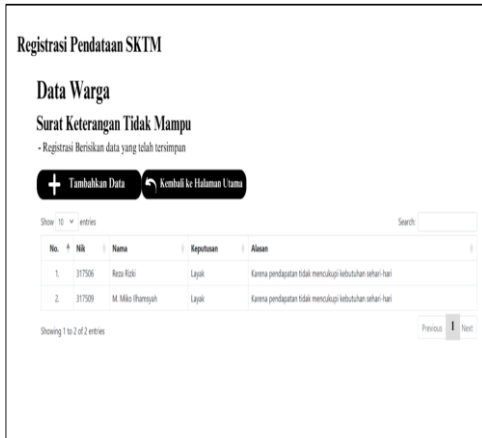 Registrasi Pendataan SKTM
Data Warga
Surat Keterangan Tidak Mampu
- Registrasi Berisikan data yang telah tersimpan
Tambahkan Data Kembali ke Halaman Utama
Show 10 entries Search:
No. Nik Nama Keputusan Alasan
1. 317506 Reza Rizki Layak Karena pendapatan tidak mencukupi kebutuhan sehari-hari
2. 317509 M. Miko Ilhamsyah Layak Karena pendapatan tidak mencukupi kebutuhan sehari-hari
Showing 1 to 2 of 2 entries Previous 1 Next